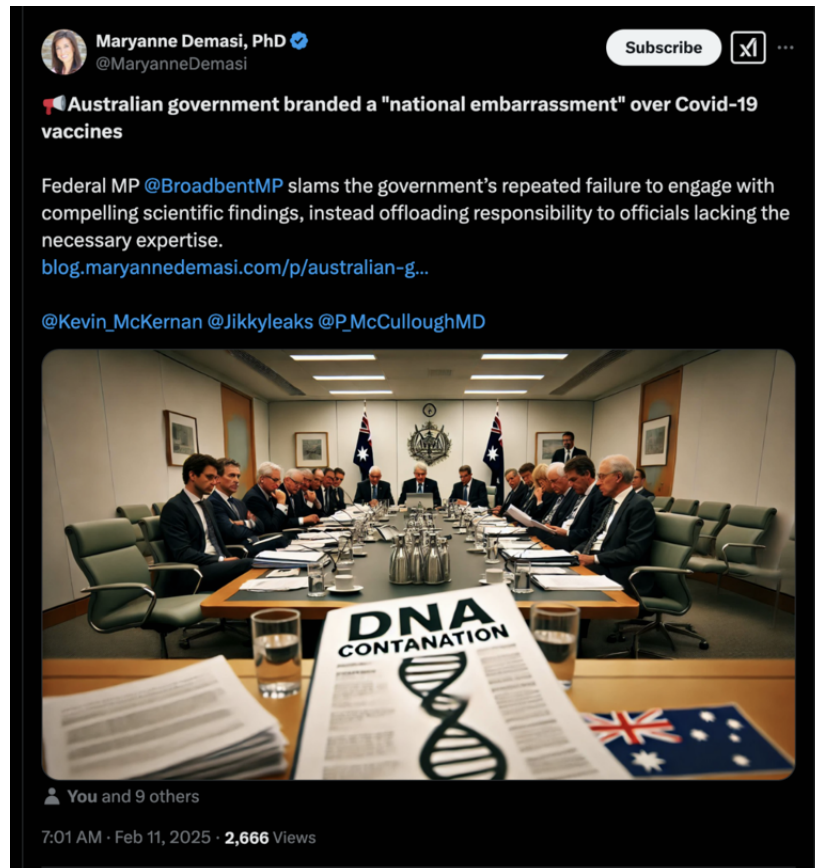 Maryanne Demasi, PhD
@MaryanneDemasi
Subscribe
📢Australian government branded a "national embarrassment" over Covid-19
vaccines
Federal MP @BroadbentMP slams the government’s repeated failure to engage with
compelling scientific findings, instead offloading responsibility to officials lacking the
necessary expertise.
blog.maryannedemasi.com/p/australian-g...
@Kevin_McKernan @Jikkyleaks @P_McCulloughMD
DNA
CONTANATION
You and 9 others
7:01 AM · Feb 11, 2025 · 2,666 Views